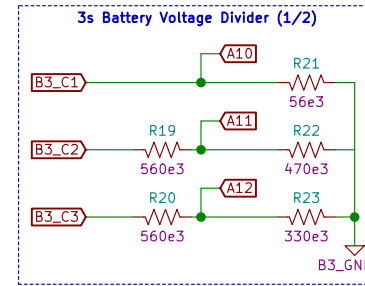 3s Battery Voltage Divider (1/2)
A10
R21
B3_C1
56e3
A11
R19
R22
B3_C2
560e3
470e3
A12
R20
R23
B3_C3
560e3
330e3
B3_GN